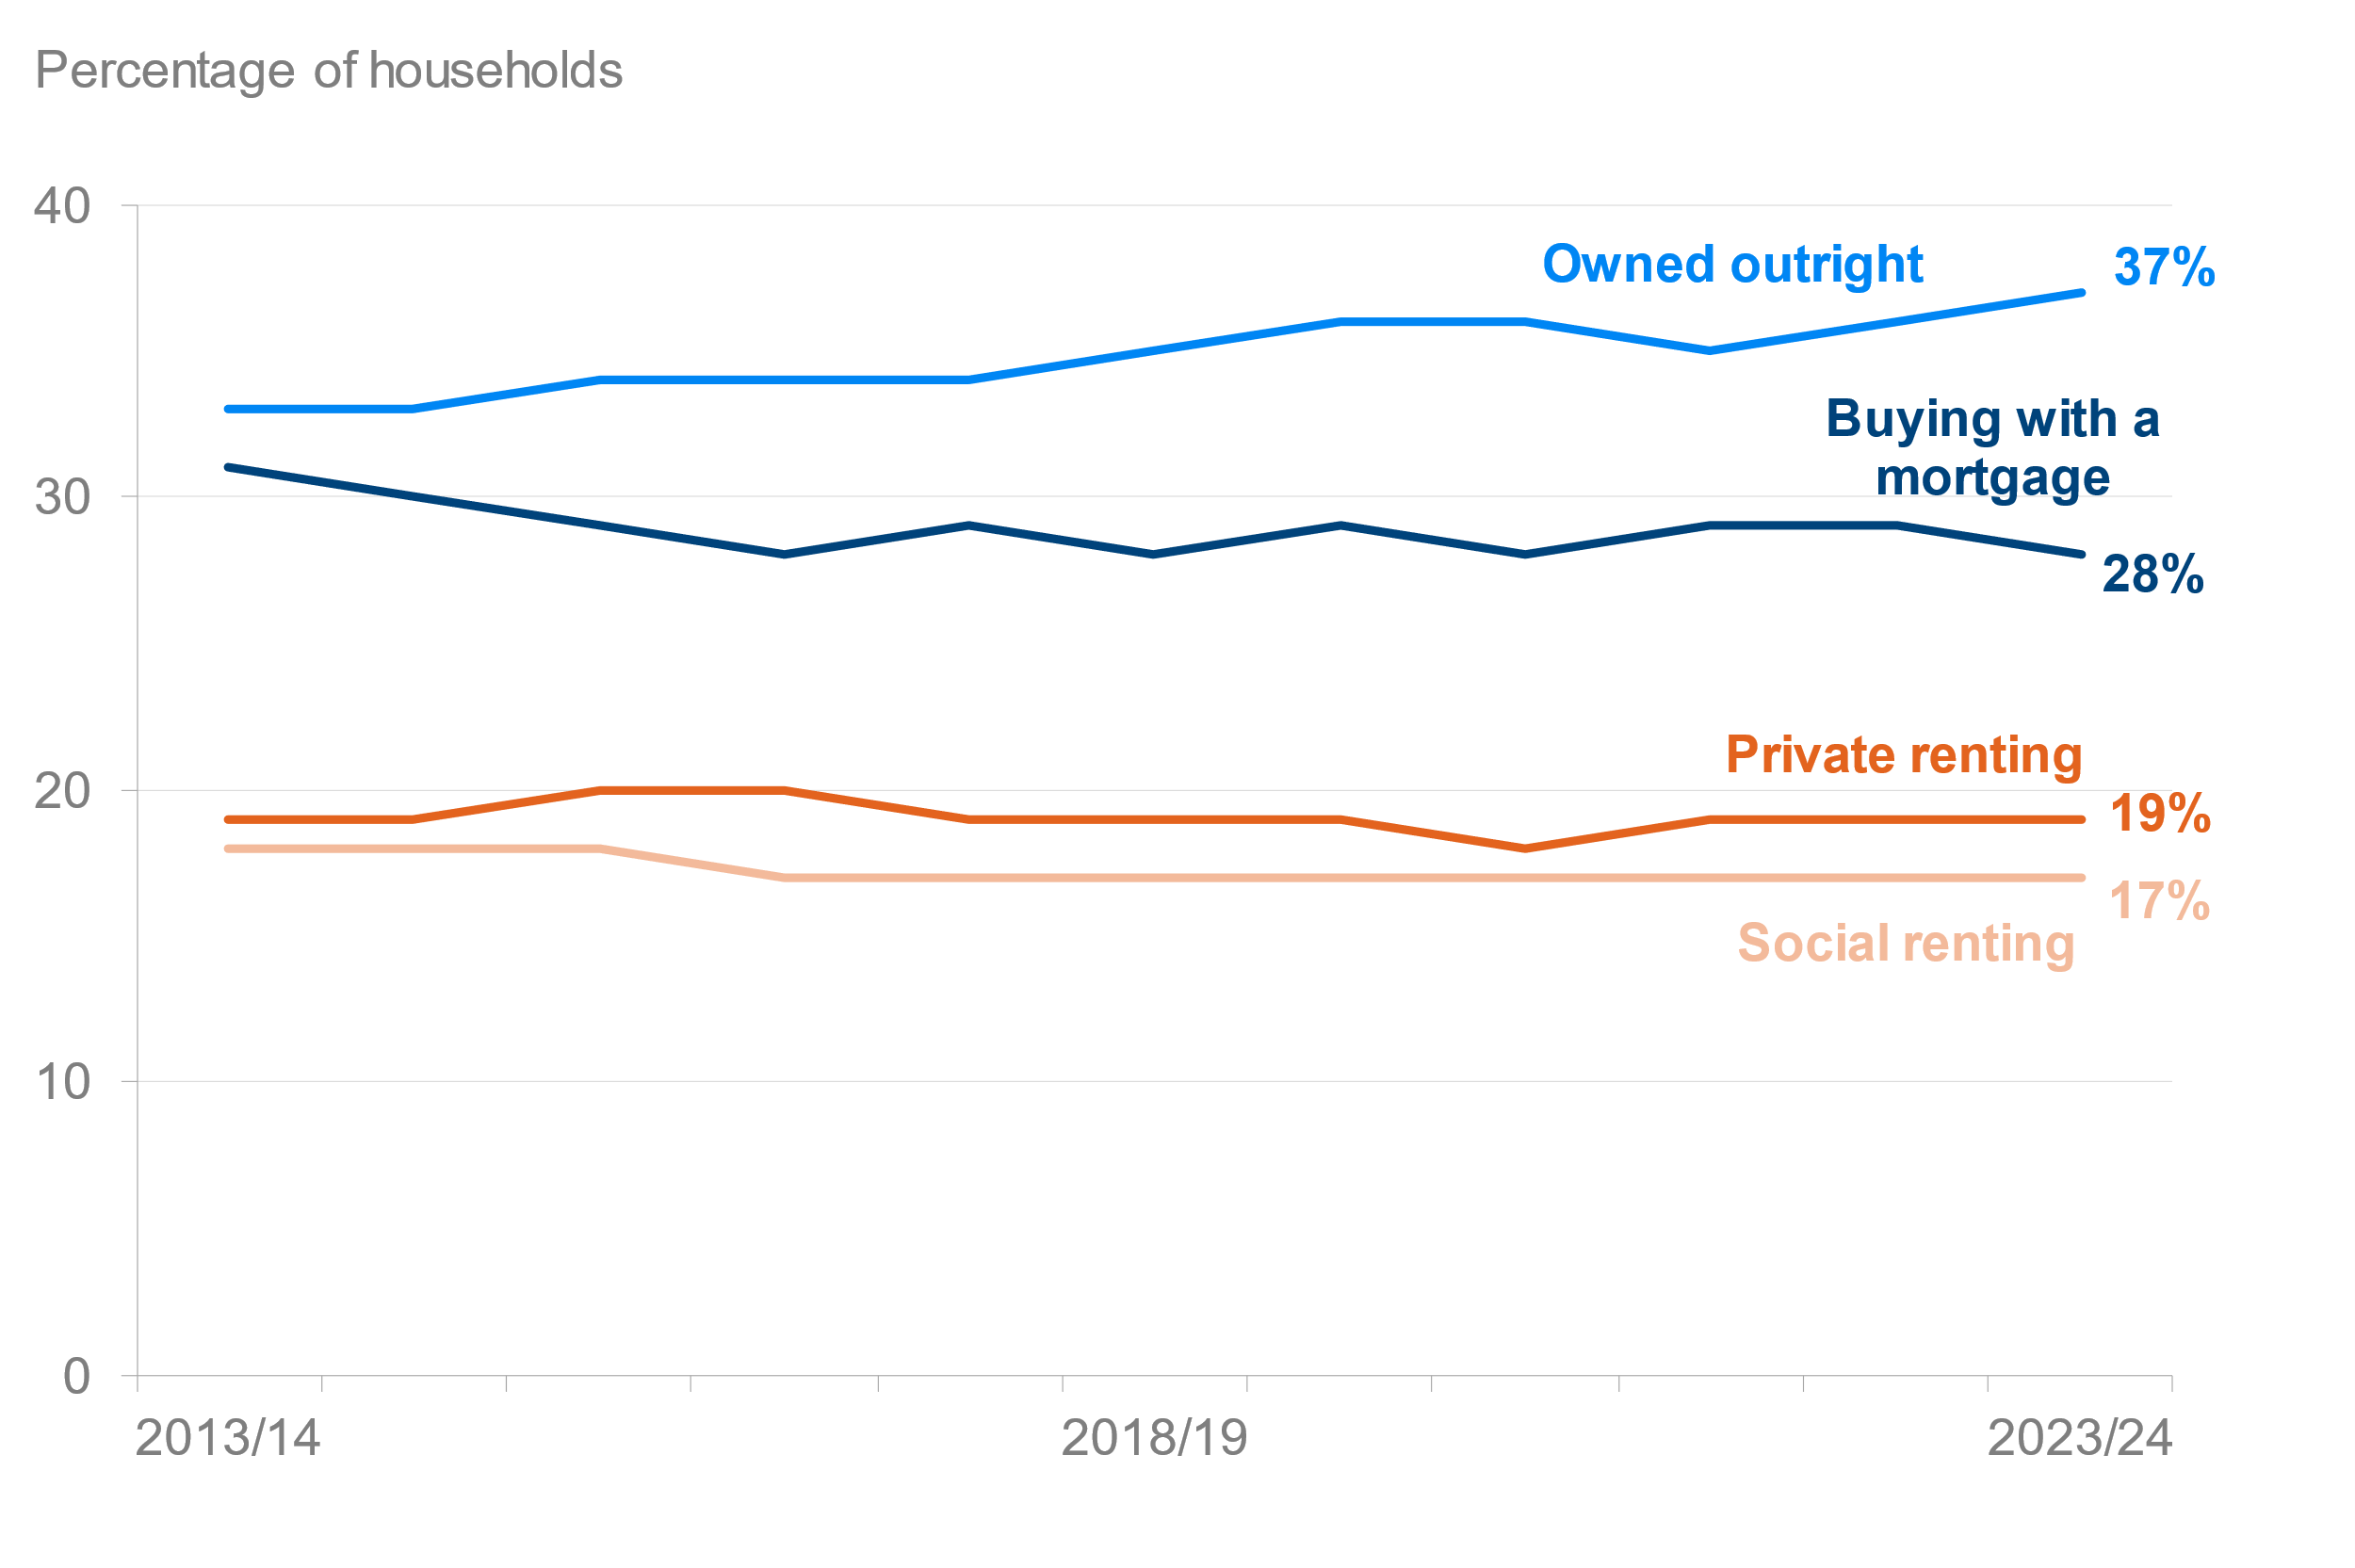 Percentage of households
40
Owned outright
37%
Buying with a
mortgage
30
28%
Private renting
20
19%
17%
Social renting
10
0
2013/14
2018/19
2023/24